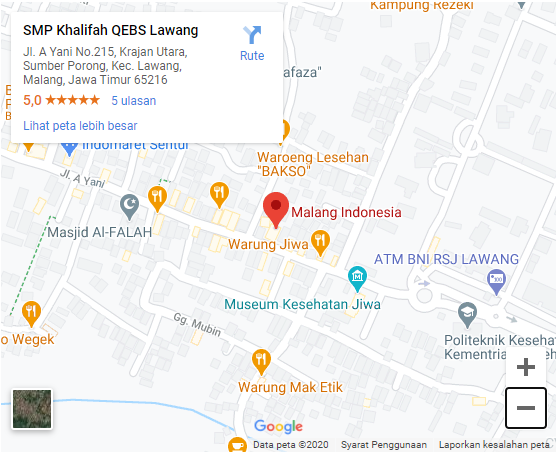 Kampung Rezeki
SMP Khalifah QEBS Lawang
Jl. A Yani No.215, Krajan Utara,
Sumber Porong, Kec. Lawang,
Malang, Jawa Timur 65216
Rute
5,0
5 ulasan
Lihat peta lebih besar
afaza"
Indomaret Sentul
Waroeng Lesehan
"BAKSO"
Jl. A Yani
Masjid Al-FALAH
Malang Indonesia
Warung Jiwa
ATM BNI RSJ LAWANG
Museum Kesehatan Jiwa
Gg. Mubin
o Wegek
Politeknik Kesehat
Kementrian Keseh
Warung Mak Etik
Google
Data peta ©2020
Syarat Penggunaan
Laporkan kesalahan peta